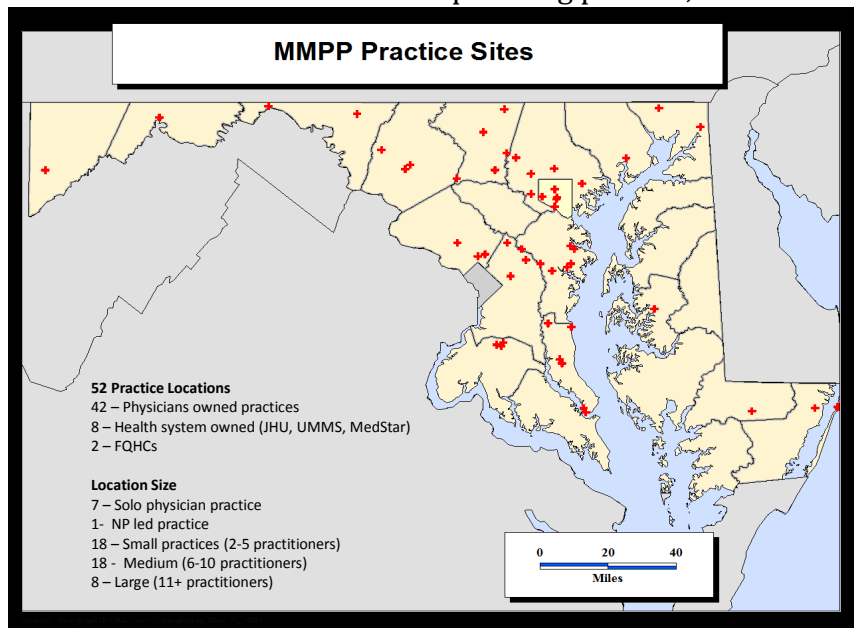 MMPP Practice Sites
52 Practice Locations
42 – Physicians owned practices
8 – Health system owned (JHU, UMMS, MedStar)
2 – FQHCs
Location Size
7 – Solo physician practice
1- NP led practice
18 – Small practices (2-5 practitioners)
18 - Medium (6-10 practitioners)
8 – Large (11+ practitioners)
0 20 40
Miles